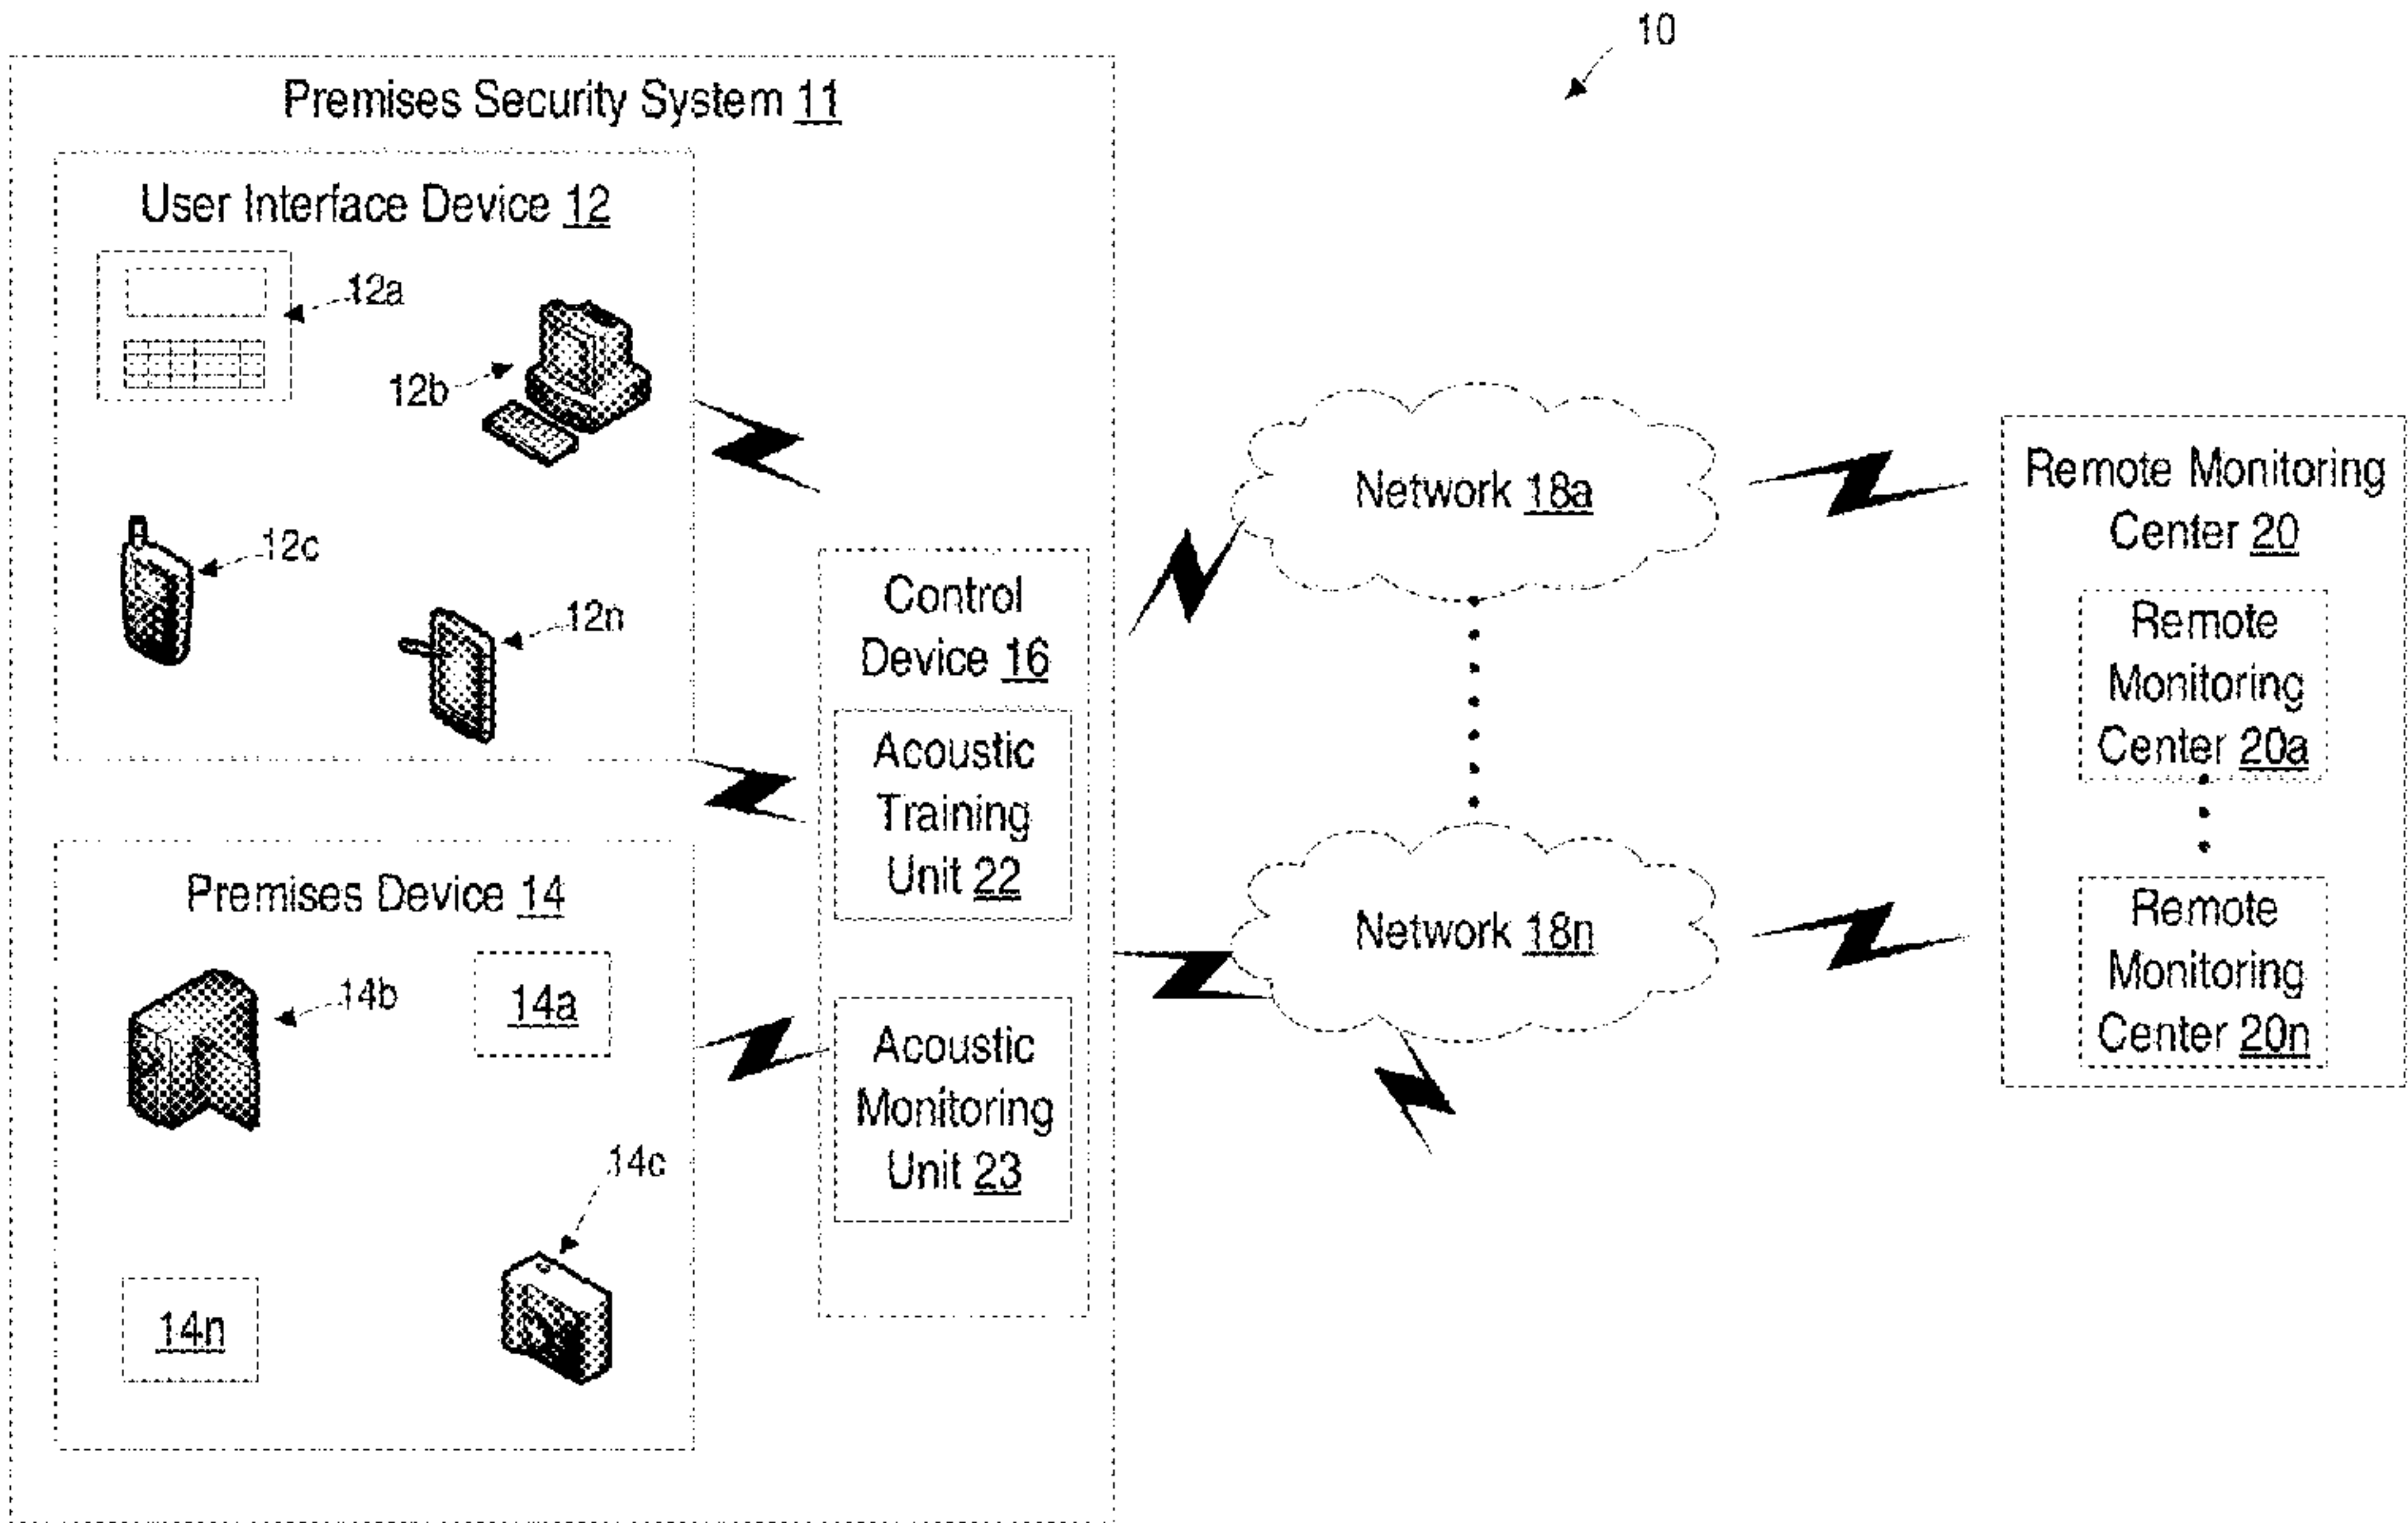 10
Premises Security System 11
User Interface Device 12
12a
12b
12c
12n
Control
Device 16
Acoustic
Training
Unit 22
Acoustic
Monitoring
Unit 23
Premises Device 14
14b
14a
14c
14n
Network 18a
Network 18n
Remote Monitoring
Center 20
Remote
Monitoring
Center 20a
Remote
Monitoring
Center 20n